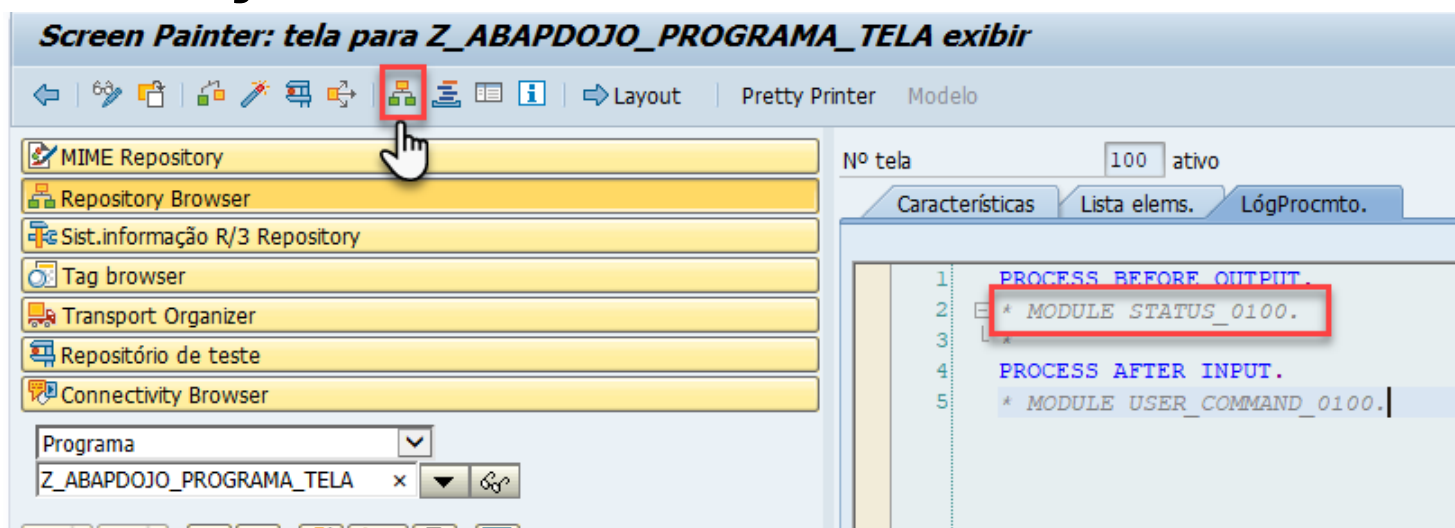 Screen Painter: tela para Z_ABAPDOJO_PROGRAMA_TELA exibir
Layout Pretty Printer Modelo
MIME Repository
Repository Browser
Sist.informação R/3 Repository
Tag browser
Transport Organizer
Repositório de teste
Connectivity Browser
Programa
Z_ABAPDOJO_PROGRAMA_TELA
Nº tela 100 ativo
Características Lista elems. LógProcmto.
1 PROCESS BEFORE OUTPUT.
2 * MODULE STATUS_0100.
3 *
4 PROCESS AFTER INPUT.
5 * MODULE USER_COMMAND_0100.